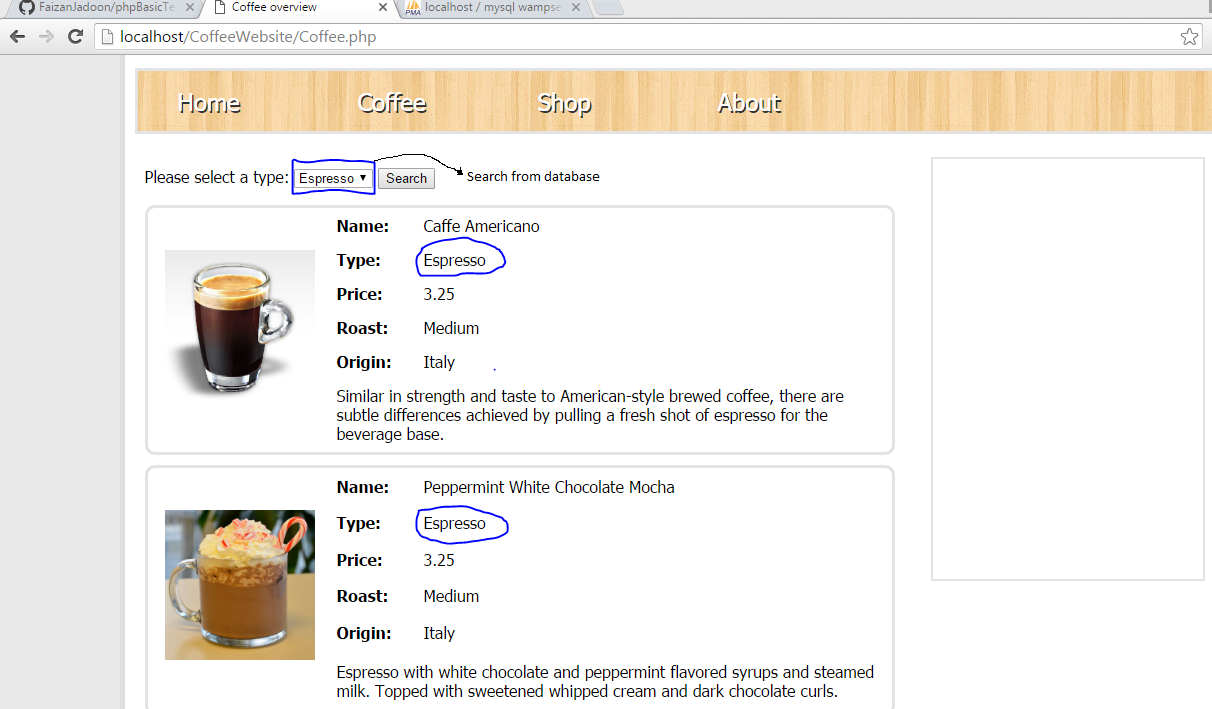 FaizanJadoon/phpBasicTe
Coffee overview
localhost / mysql wampse
localhost/CoffeeWebsite/Coffee.php
Home Coffee Shop About
Please select a type: Espresso Search Search from database
Name: Caffe Americano
Type: Espresso
Price: 3.25
Roast: Medium
Origin: Italy
Similar in strength and taste to American-style brewed coffee, there are
subtle differences achieved by pulling a fresh shot of espresso for the
beverage base.
Name: Peppermint White Chocolate Mocha
Type: Espresso
Price: 3.25
Roast: Medium
Origin: Italy
Espresso with white chocolate and peppermint flavored syrups and steamed
milk. Topped with sweetened whipped cream and dark chocolate curls.